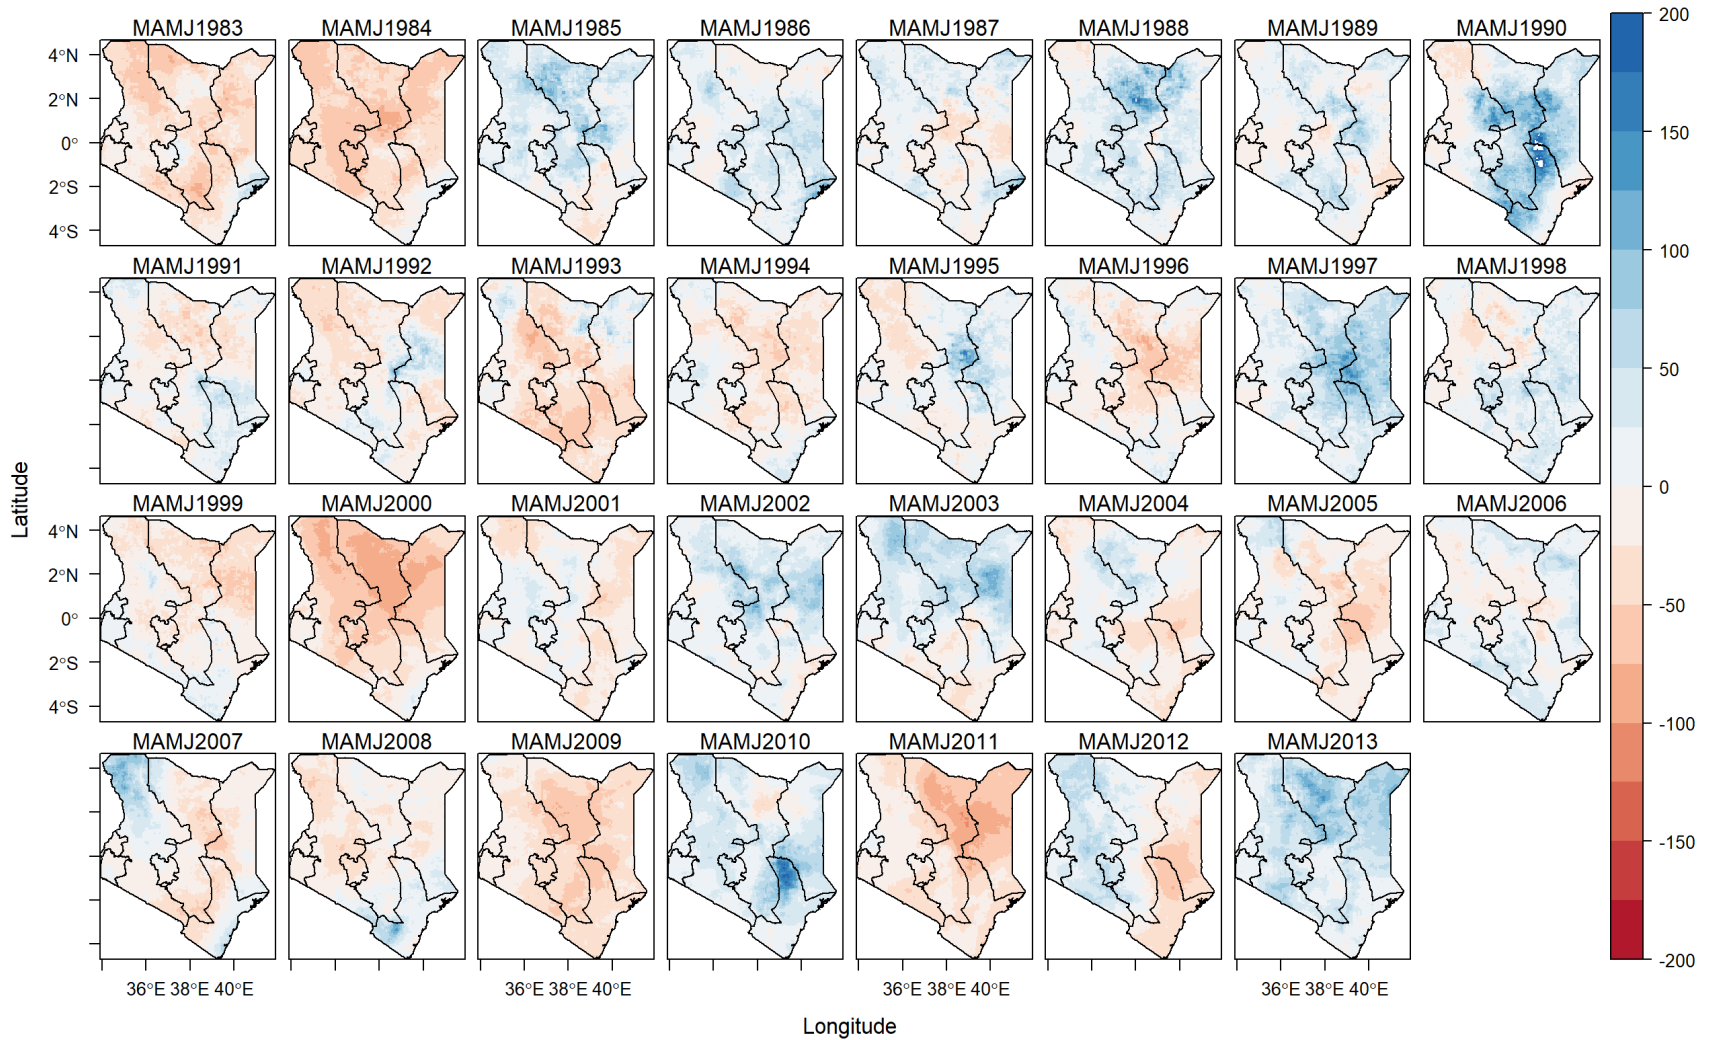 MAMJ1983 MAMJ1984 MAMJ1985 MAMJ1986 MAMJ1987 MAMJ1988 MAMJ1989 MAMJ1990
4°N
2°N
0°
2°S
4°S
MAMJ1991 MAMJ1992 MAMJ1993 MAMJ1994 MAMJ1995 MAMJ1996 MAMJ1997 MAMJ1998
MAMJ1999 MAMJ2000 MAMJ2001 MAMJ2002 MAMJ2003 MAMJ2004 MAMJ2005 MAMJ2006
4°N
2°N
0°
2°S
4°S
MAMJ2007 MAMJ2008 MAMJ2009 MAMJ2010 MAMJ2011 MAMJ2012 MAMJ2013
36°E 38°E 40°E 36°E 38°E 40°E 36°E 38°E 40°E 36°E 38°E 40°E
Latitude
Longitude
200
150
100
50
0
-50
-100
-150
-200